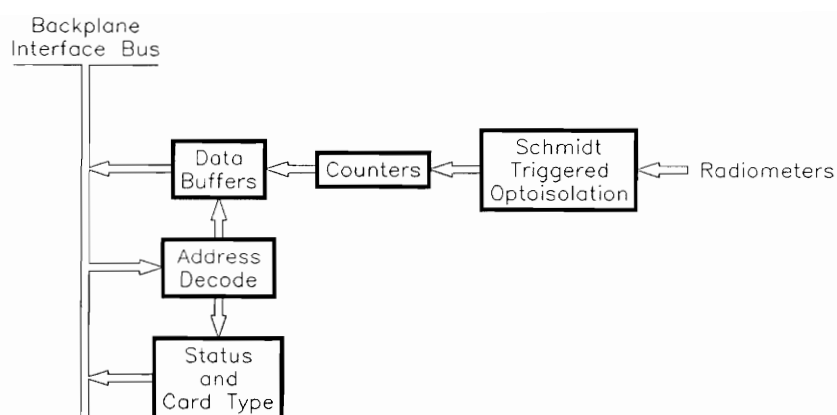 Backplane
Interface Bus
Data
Buffers
Counters
Schmidt
Triggered
Optoisolation
Radiometers
Address
Decode
Status
and
Card Type